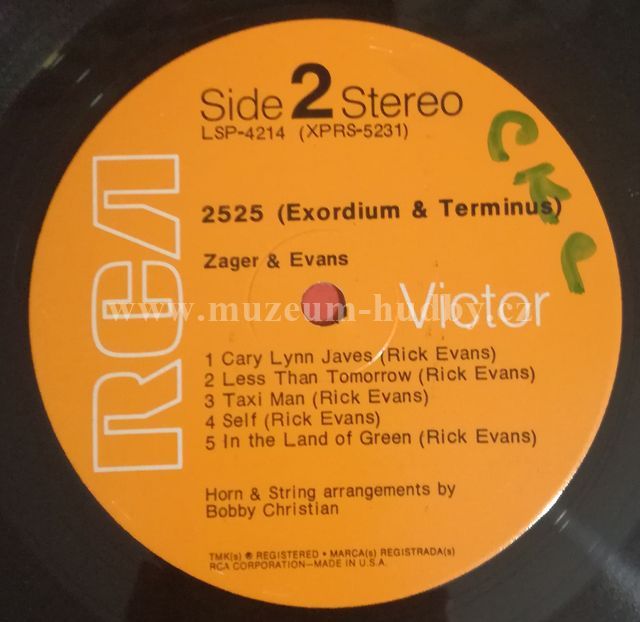 Side 2 Stereo
LSP-4214 (XPRS-5231)
2525 (Exordium & Terminus)
Zager & Evans
RCA
Victor
www.muzeum-hudby.cz
1 Cary Lynn Javes (Rick Evans)
2 Less Than Tomorrow (Rick Evans)
3 Taxi Man (Rick Evans)
4 Self (Rick Evans)
5 In the Land of Green (Rick Evans)
Horn & String arrangements by
Bobby Christian
TMK(s) ® REGISTERED • MARCA(s) REGISTRADA(s)
RCA CORPORATION—MADE IN U.S.A.